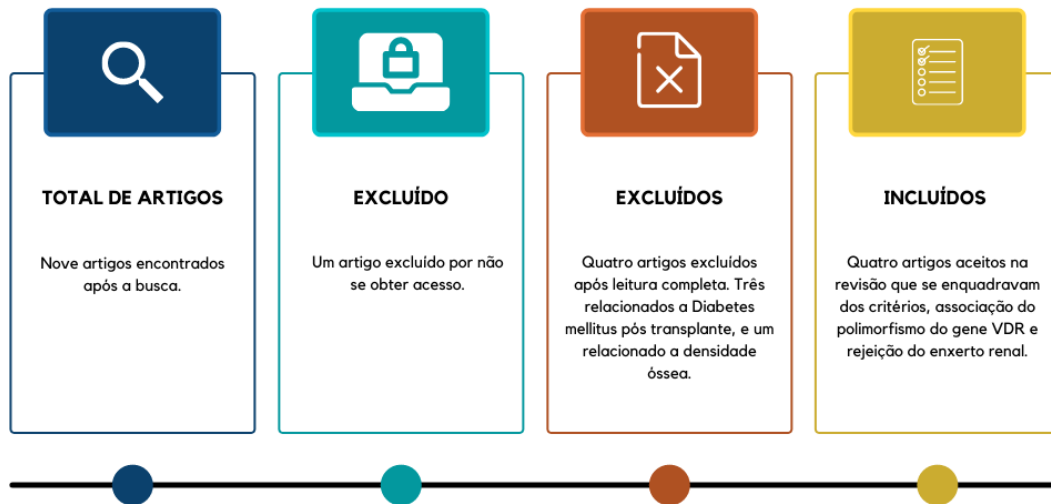 TOTAL DE ARTIGOS
Nove artigos encontrados
após a busca.
EXCLUÍDO
Um artigo excluído por não
se obter acesso.
EXCLUÍDOS
Quatro artigos excluídos
após leitura completa. Três
relacionados a Diabetes
mellitus pós transplante, e um
relacionado a densidade
óssea.
INCLUÍDOS
Quatro artigos aceitos na
revisão que se enquadravam
dos critérios, associação do
polimorfismo do gene VDR e
rejeição do enxerto renal.